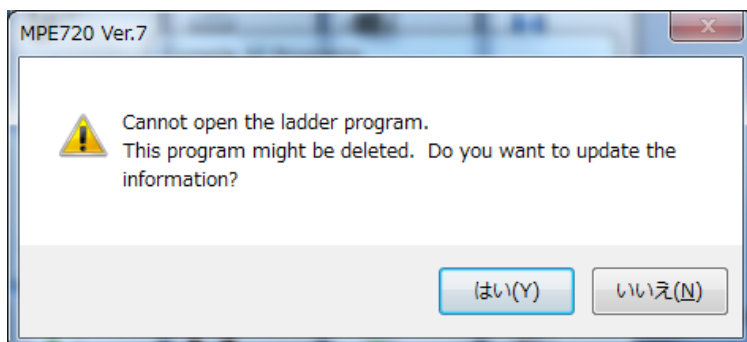 MPE720 Ver.7
Cannot open the ladder program.
This program might be deleted.  Do you want to update the
information?
はい(Y)
いいえ(N)